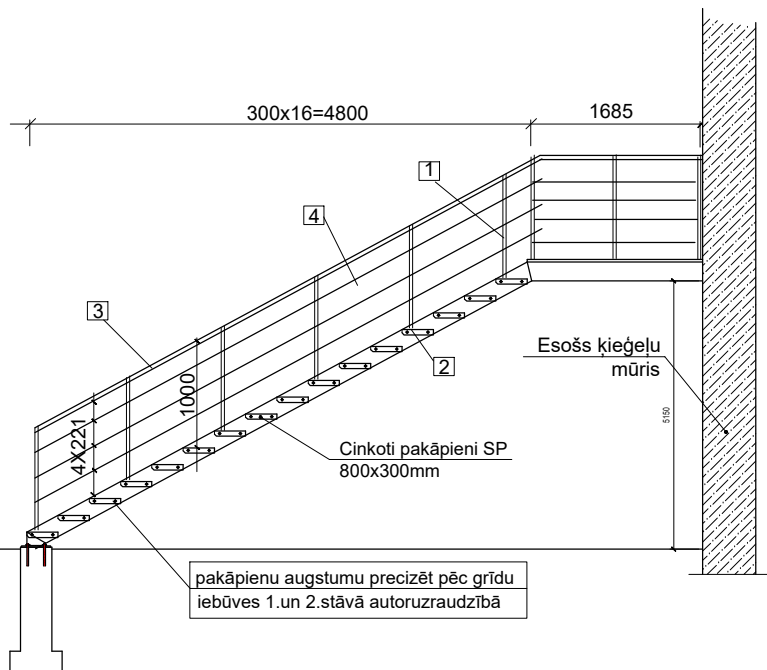 300x16=4800
1685
1
4
3
2
1000
4X221
Esošs ķieģeļu
mūris
5150
Cinkoti pakāpieni SP
800x300mm
pakāpienu augstumu precizēt pēc grīdu
iebūves 1.un 2.stāvā autoruzraudzībā